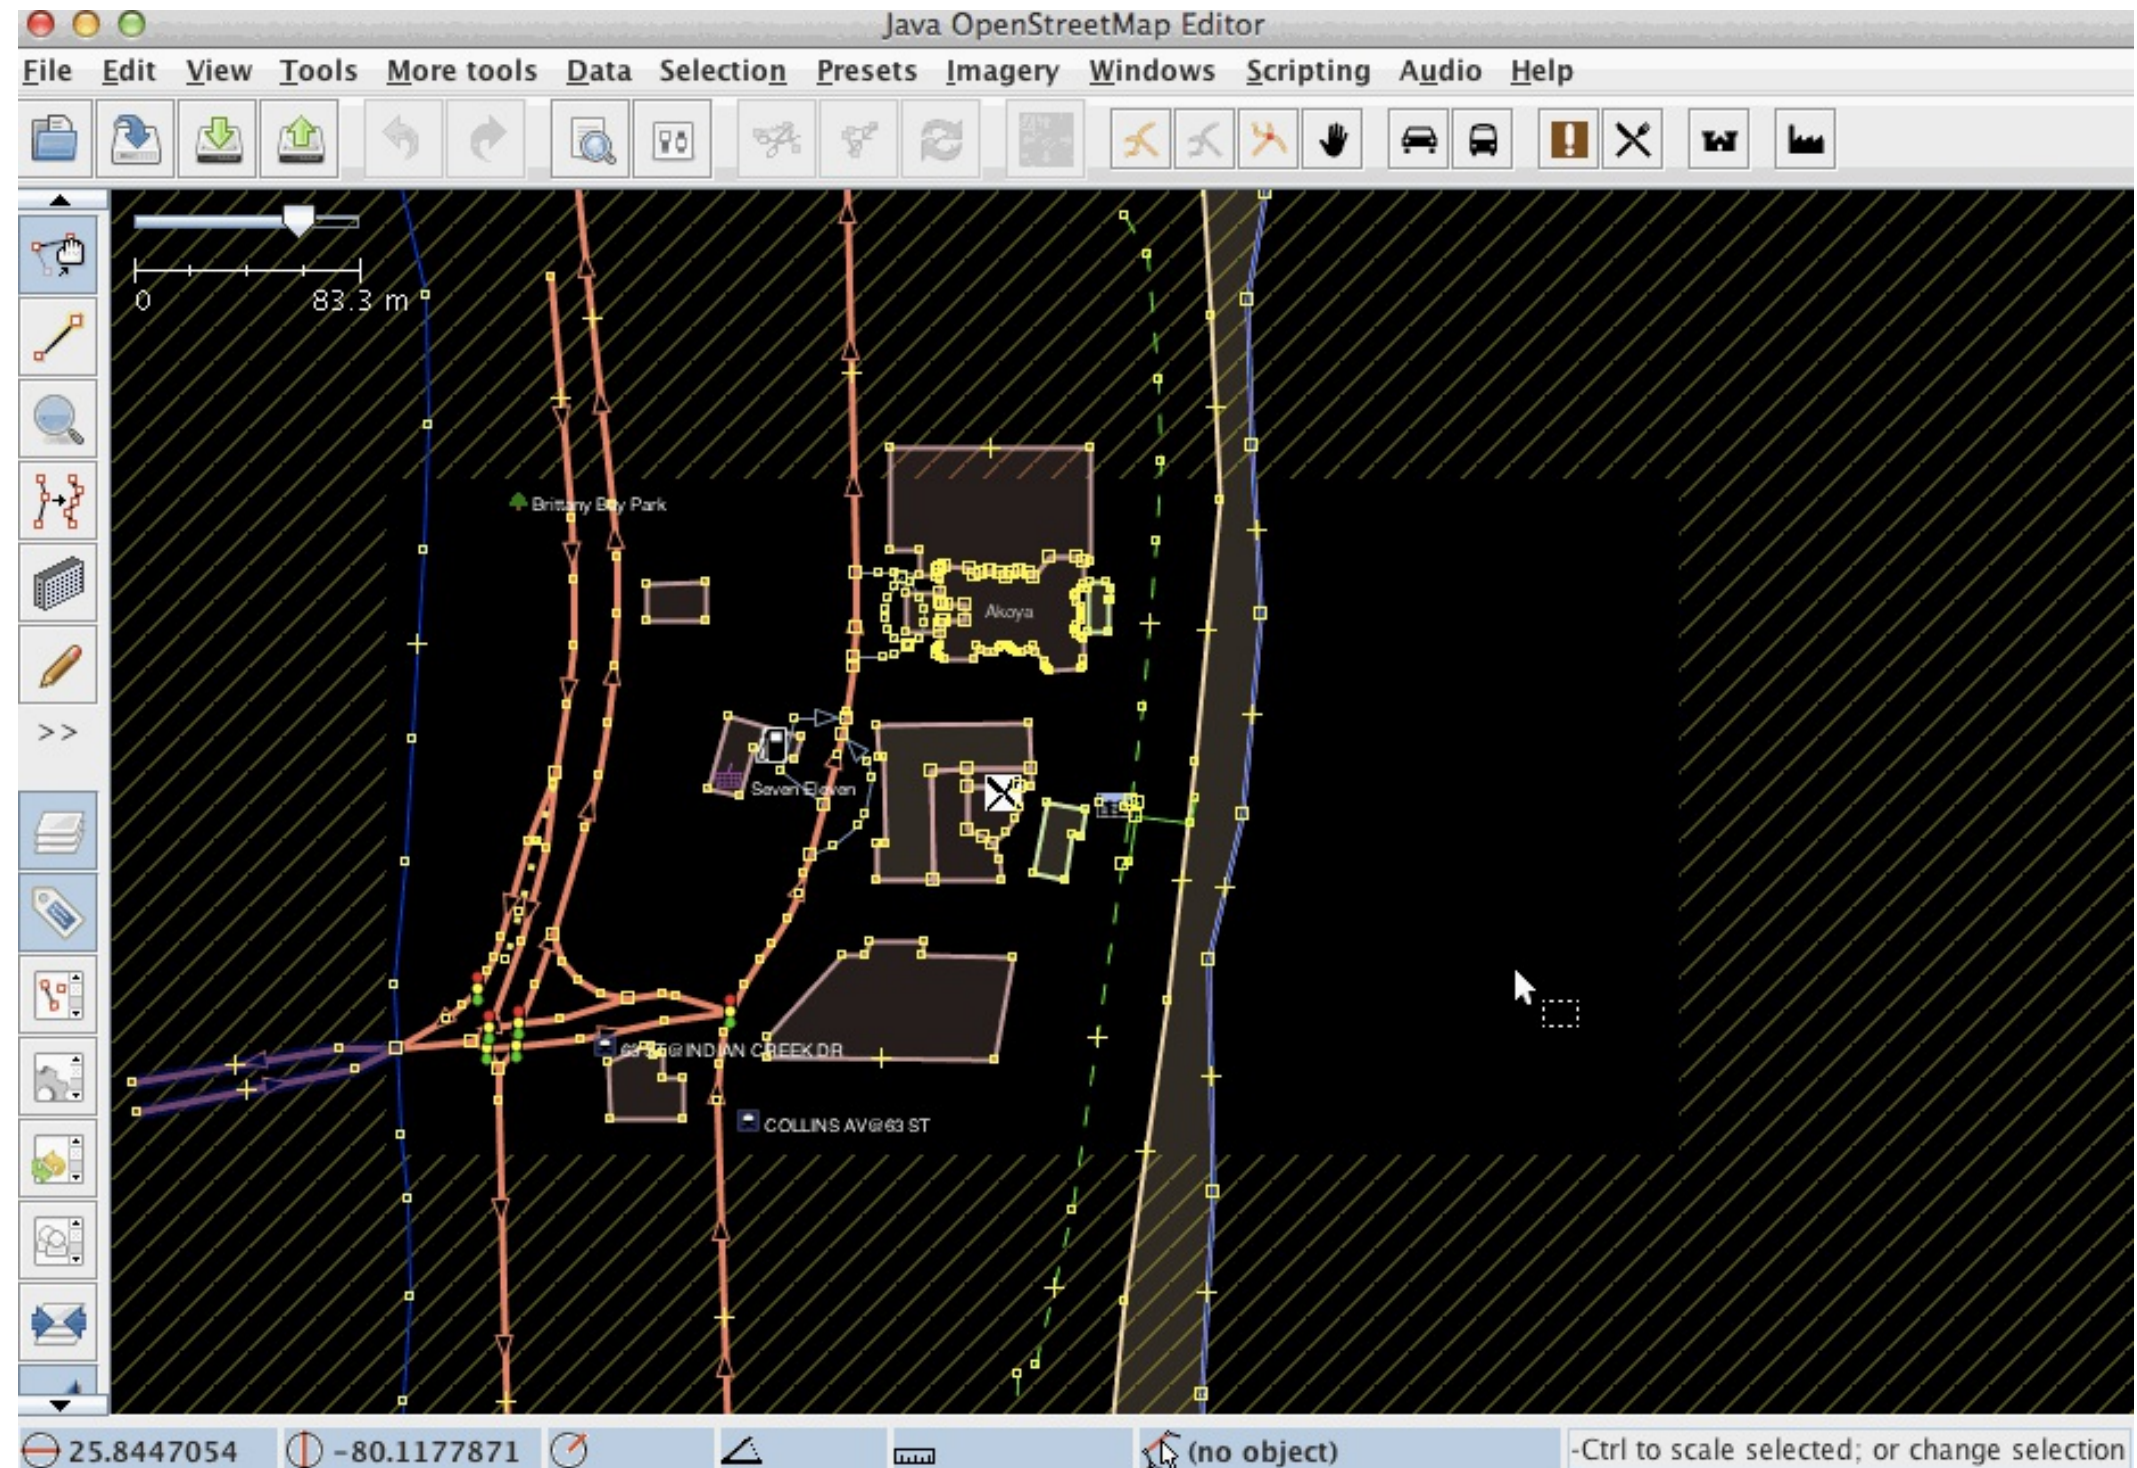 Java OpenStreetMap Editor
File Edit View Tools More tools Data Selection Presets Imagery Windows Scripting Audio Help
0 83.3 m
Brittany Bay Park
Akoya
>>
Seven Eleven
63 ST@INDIAN CREEK DR
COLLINS AV@63 ST
25.8447054 -80.1177871 (no object) -Ctrl to scale selected; or change selection